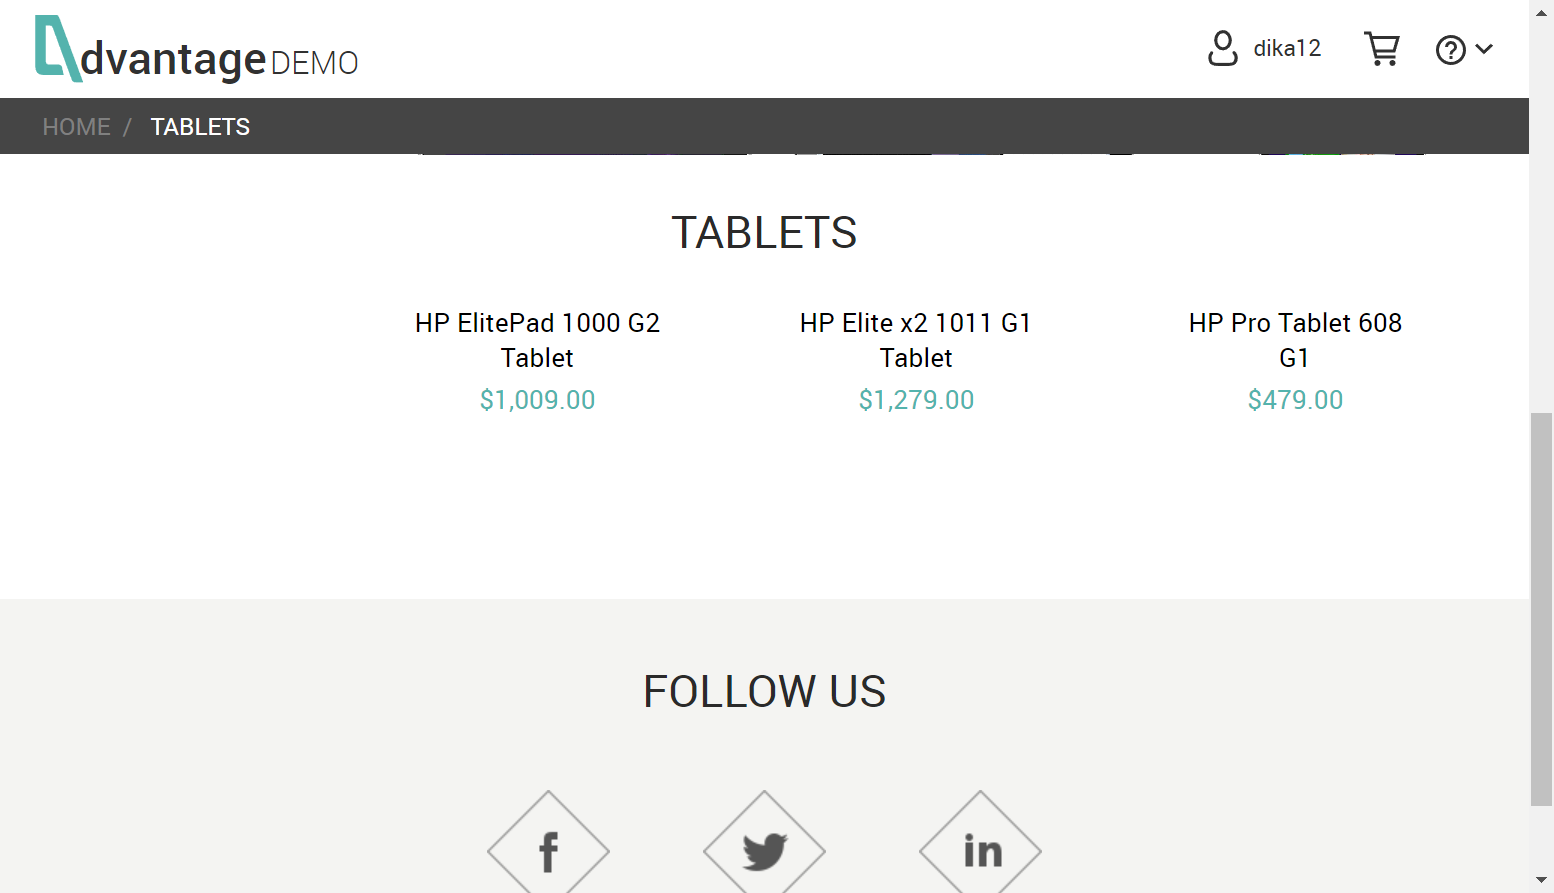 dvantage DEMO
dika12
HOME / TABLETS
TABLETS
HP ElitePad 1000 G2
Tablet
$1,009.00
HP Elite x2 1011 G1
Tablet
$1,279.00
HP Pro Tablet 608
G1
$479.00
FOLLOW US
f
in